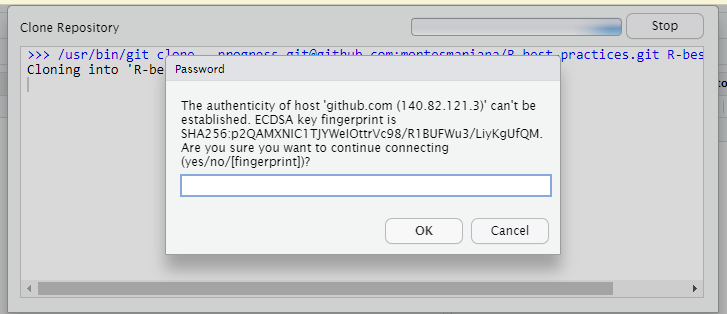 Clone Repository
Stop
>>> /usr/bin/git clone --progress git@github.com:montesmariana/R-best-practices.git R-bes
Cloning into 'R-be
Password
The authenticity of host 'github.com (140.82.121.3)' can't be
established. ECDSA key fingerprint is
SHA256:p2QAMXNIC1TJYWeIOttrVc98/R1BUFWu3/LiyKgUfQM.
Are you sure you want to continue connecting
(yes/no/[fingerprint])?
OK
Cancel
to